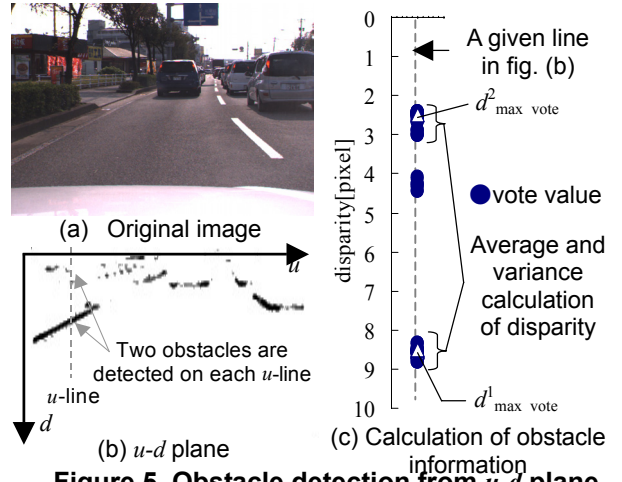 (a) Original image
u
Two obstacles are
detected on each u-line
u-line
d
(b) u-d plane
0
1
2
3
4
5
6
7
8
9
10
disparity[pixel]
A given line
in fig. (b)
d²max vote
vote value
Average and
variance
calculation
of disparity
d¹max vote
(c) Calculation of obstacle
information
Figure 5. Obstacle detection from u-d plane